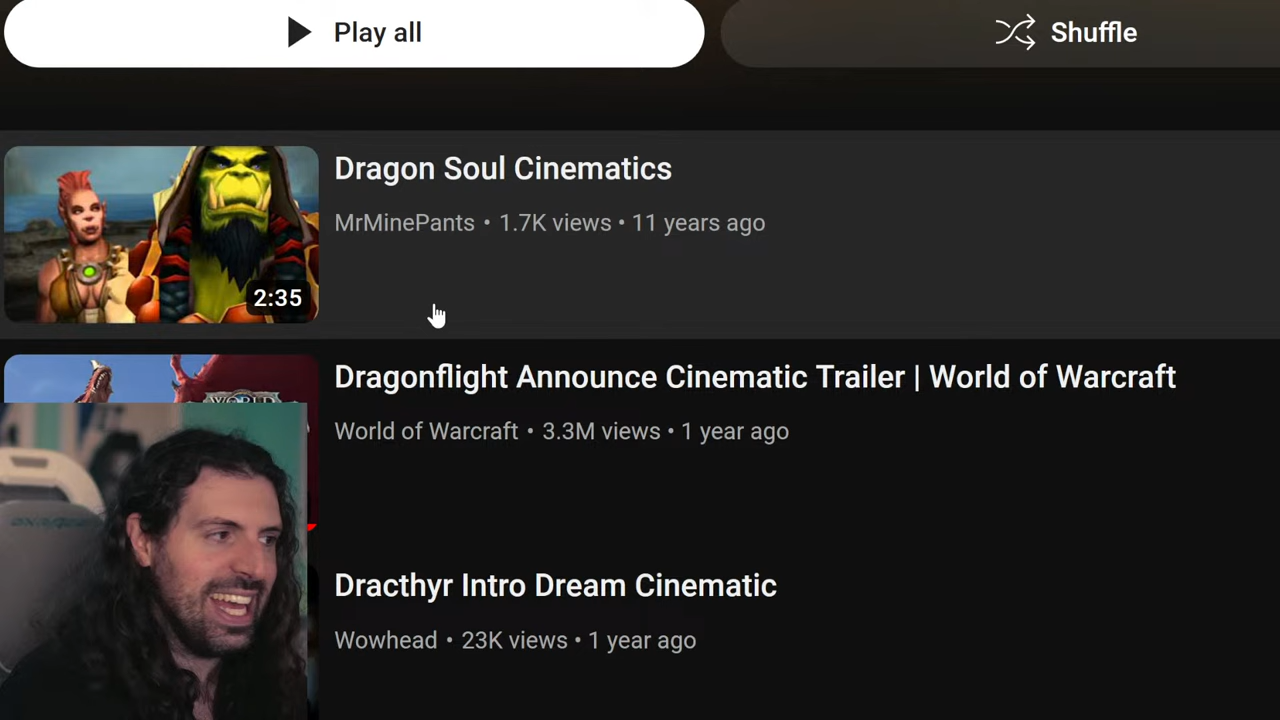 Play all
Shuffle
Dragon Soul Cinematics
MrMinePants • 1.7K views • 11 years ago
2:35
Dragonflight Announce Cinematic Trailer | World of Warcraft
World of Warcraft • 3.3M views • 1 year ago
Dracthyr Intro Dream Cinematic
Wowhead • 23K views • 1 year ago